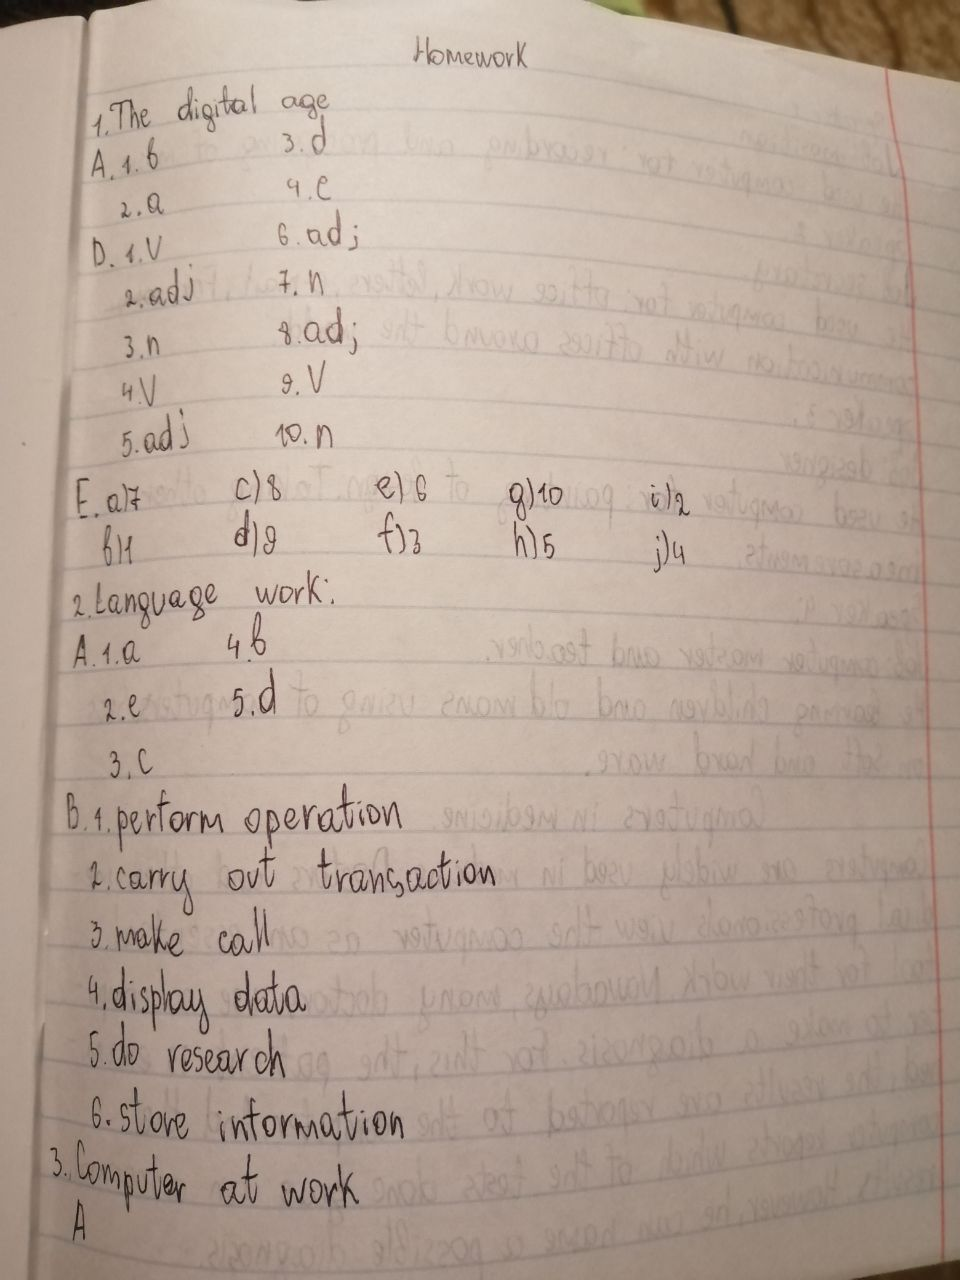 Homework
1. The digital age
A. 1. b 3. d
2. a 4. c
D. 1. V 6. adj
2. adj 7. n
3. n 8. adj
4. V 9. V
5. adj 10. n
E. a) 7 c) 8 e) 6 g) 10 i) 2
b) 1 d) 9 f) 3 h) 5 j) 4
2. Language work:
A. 1. a 4. b
2. e 5. d
3. c
B. 1. perform operation
2. carry out transaction
3. make call
4. display data
5. do research
6. store information
3. Computer at work
A